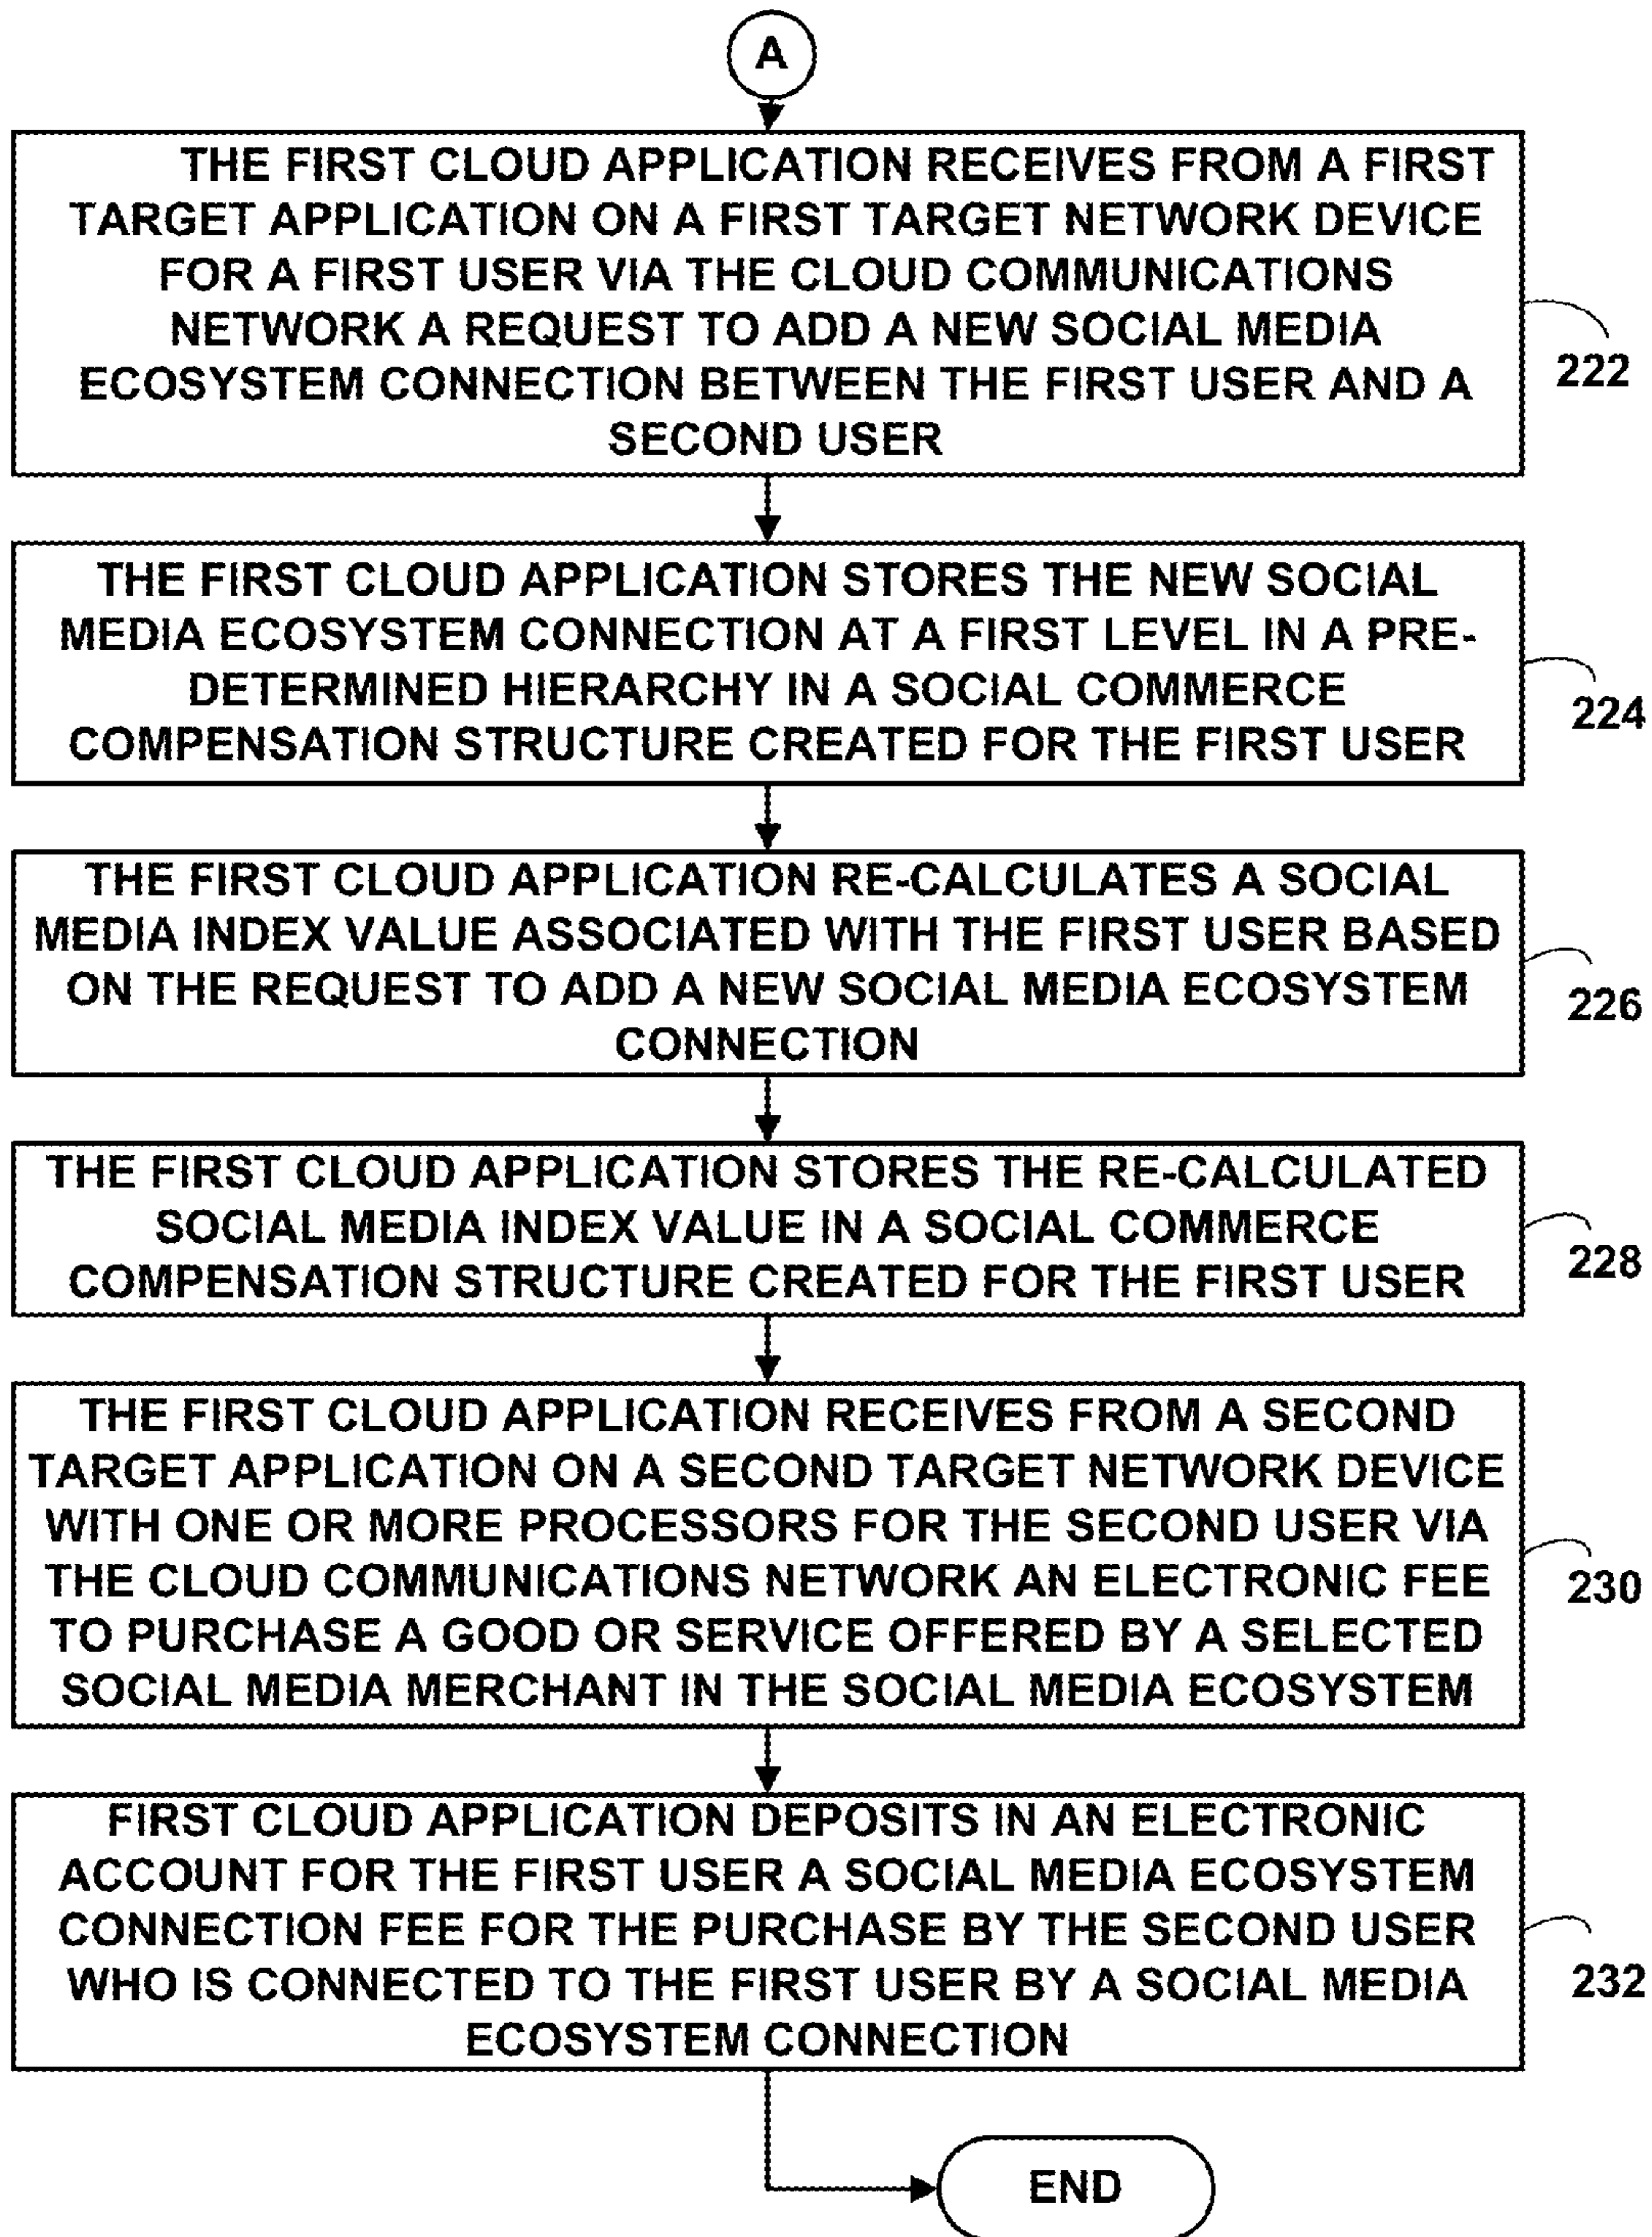 A
THE FIRST CLOUD APPLICATION RECEIVES FROM A FIRST
TARGET APPLICATION ON A FIRST TARGET NETWORK DEVICE
FOR A FIRST USER VIA THE CLOUD COMMUNICATIONS
NETWORK A REQUEST TO ADD A NEW SOCIAL MEDIA
ECOSYSTEM CONNECTION BETWEEN THE FIRST USER AND A
SECOND USER
222
THE FIRST CLOUD APPLICATION STORES THE NEW SOCIAL
MEDIA ECOSYSTEM CONNECTION AT A FIRST LEVEL IN A PRE-
DETERMINED HIERARCHY IN A SOCIAL COMMERCE
COMPENSATION STRUCTURE CREATED FOR THE FIRST USER
224
THE FIRST CLOUD APPLICATION RE-CALCULATES A SOCIAL
MEDIA INDEX VALUE ASSOCIATED WITH THE FIRST USER BASED
ON THE REQUEST TO ADD A NEW SOCIAL MEDIA ECOSYSTEM
CONNECTION
226
THE FIRST CLOUD APPLICATION STORES THE RE-CALCULATED
SOCIAL MEDIA INDEX VALUE IN A SOCIAL COMMERCE
COMPENSATION STRUCTURE CREATED FOR THE FIRST USER
228
THE FIRST CLOUD APPLICATION RECEIVES FROM A SECOND
TARGET APPLICATION ON A SECOND TARGET NETWORK DEVICE
WITH ONE OR MORE PROCESSORS FOR THE SECOND USER VIA
THE CLOUD COMMUNICATIONS NETWORK AN ELECTRONIC FEE
TO PURCHASE A GOOD OR SERVICE OFFERED BY A SELECTED
SOCIAL MEDIA MERCHANT IN THE SOCIAL MEDIA ECOSYSTEM
230
FIRST CLOUD APPLICATION DEPOSITS IN AN ELECTRONIC
ACCOUNT FOR THE FIRST USER A SOCIAL MEDIA ECOSYSTEM
CONNECTION FEE FOR THE PURCHASE BY THE SECOND USER
WHO IS CONNECTED TO THE FIRST USER BY A SOCIAL MEDIA
ECOSYSTEM CONNECTION
232
END